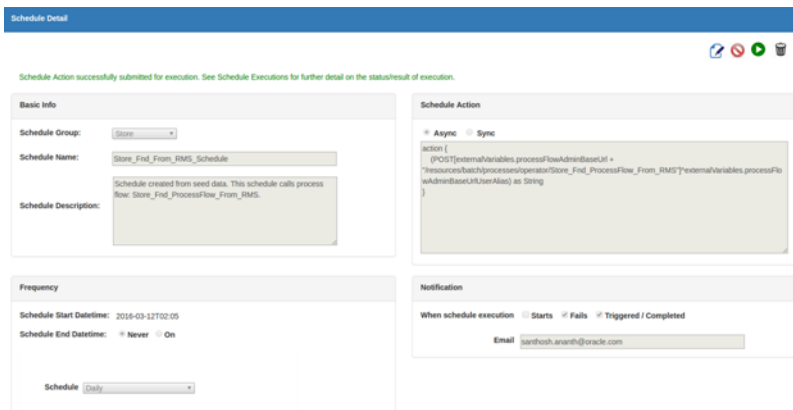 Schedule Detail
Schedule Action successfully submitted for execution. See Schedule Executions for further detail on the status/result of execution.
Basic Info
Schedule Group: Store
Schedule Name: Store_Fnd_From_RMS_Schedule
Schedule Description: Schedule created from seed data. This schedule calls process
flow: Store_Fnd_ProcessFlow_From_RMS.
Schedule Action
Async Sync
action {
(POST[externalVariables.processFlowAdminBaseUrl +
"/resources/batch/processes/operator/Store_Fnd_ProcessFlow_From_RMS"]^externalVariables.processFlo
wAdminBaseUrlUserAlias) as String
}
Frequency
Schedule Start Datetime: 2016-03-12T02:05
Schedule End Datetime: Never On
Schedule Daily
Notification
When schedule execution Starts Fails Triggered / Completed
Email santhosh.ananth@oracle.com